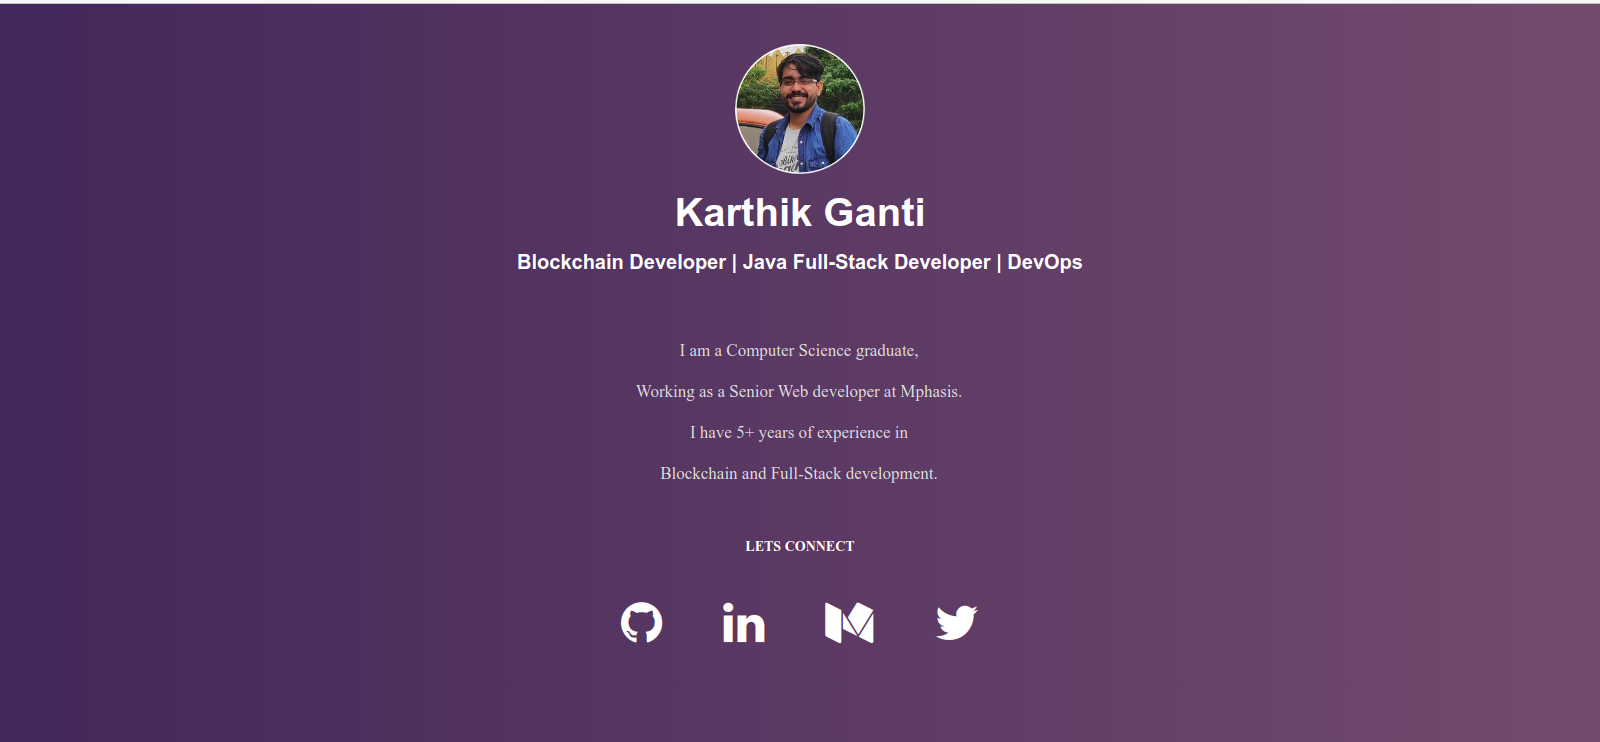 Karthik Ganti
Blockchain Developer | Java Full-Stack Developer | DevOps
I am a Computer Science graduate,
Working as a Senior Web developer at Mphasis.
I have 5+ years of experience in
Blockchain and Full-Stack development.
LETS CONNECT
in